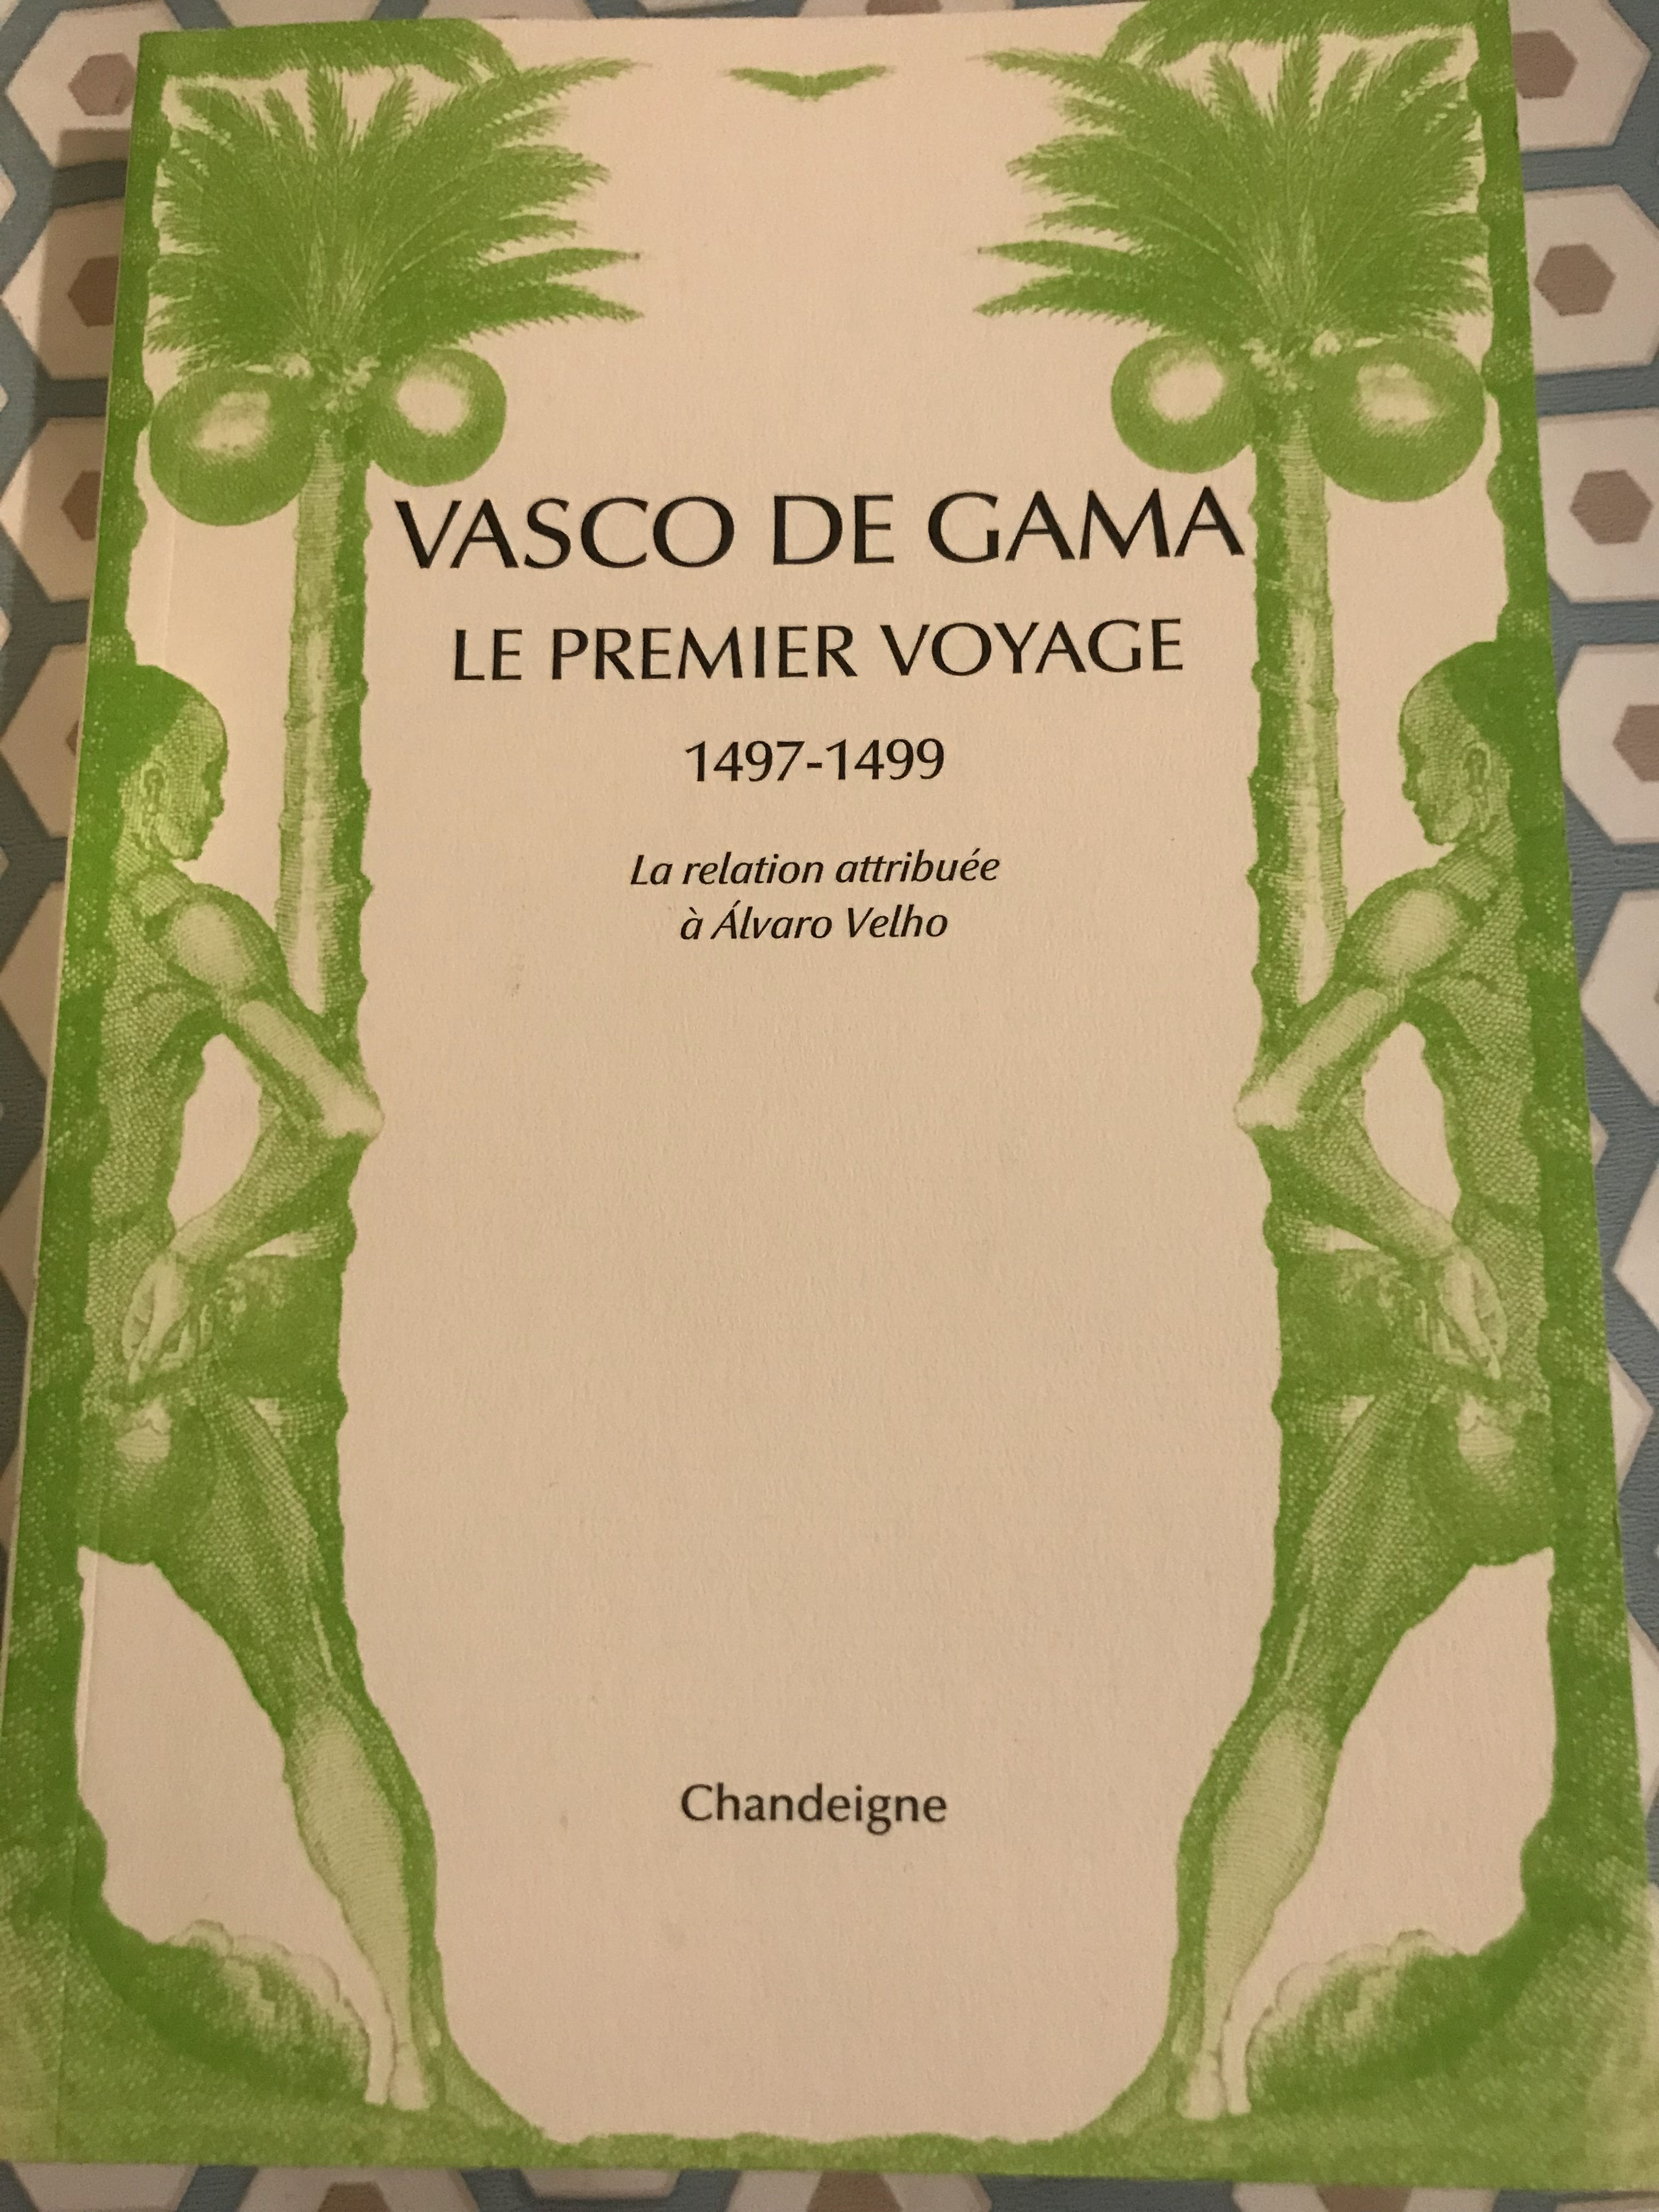 VASCO DE GAMA
LE PREMIER VOYAGE
1497-1499
La relation attribuée
à Álvaro Velho
Chandeigne